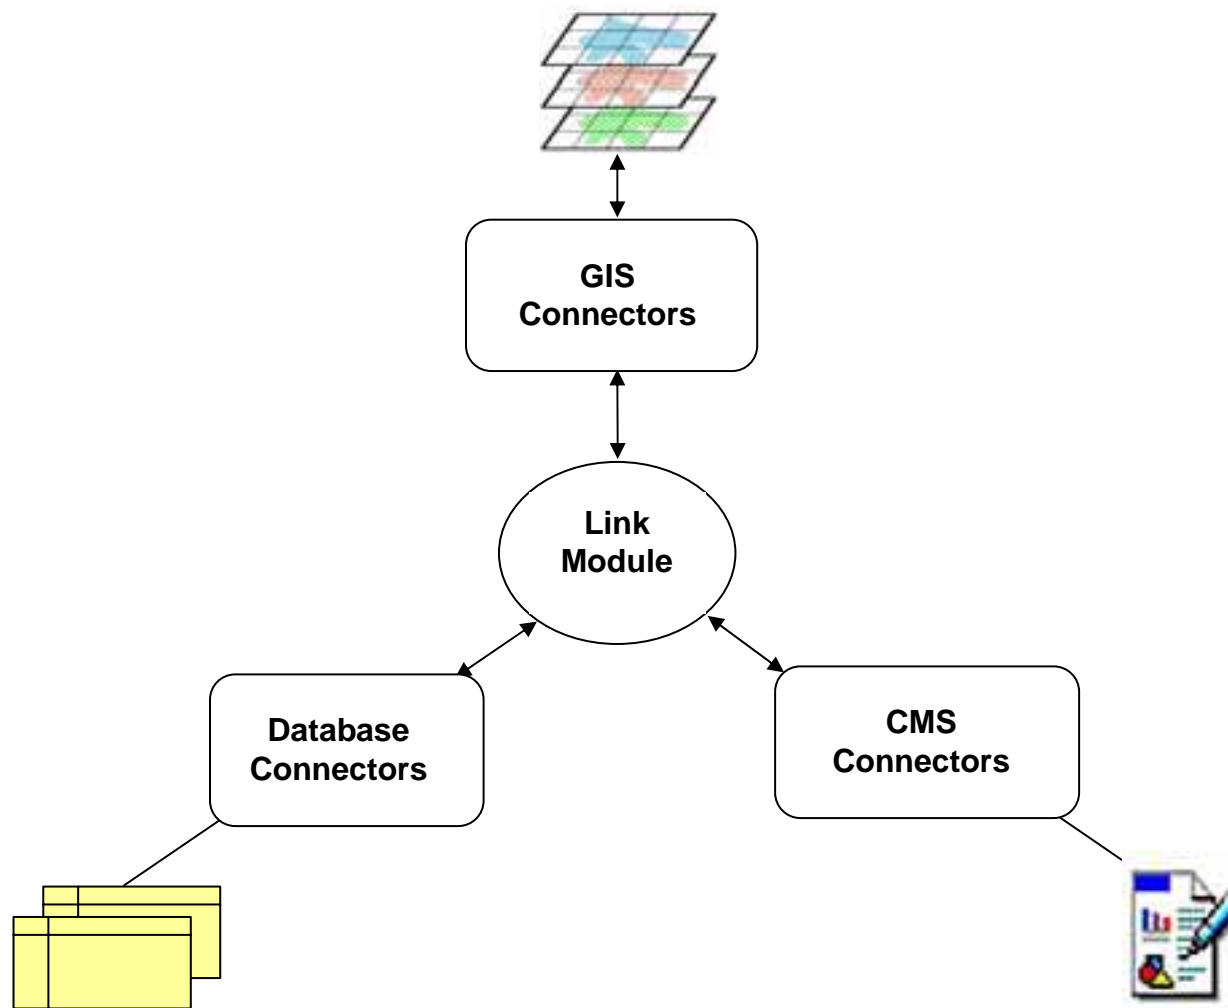 GIS
Connectors
Link
Module
Database
Connectors
CMS
Connectors